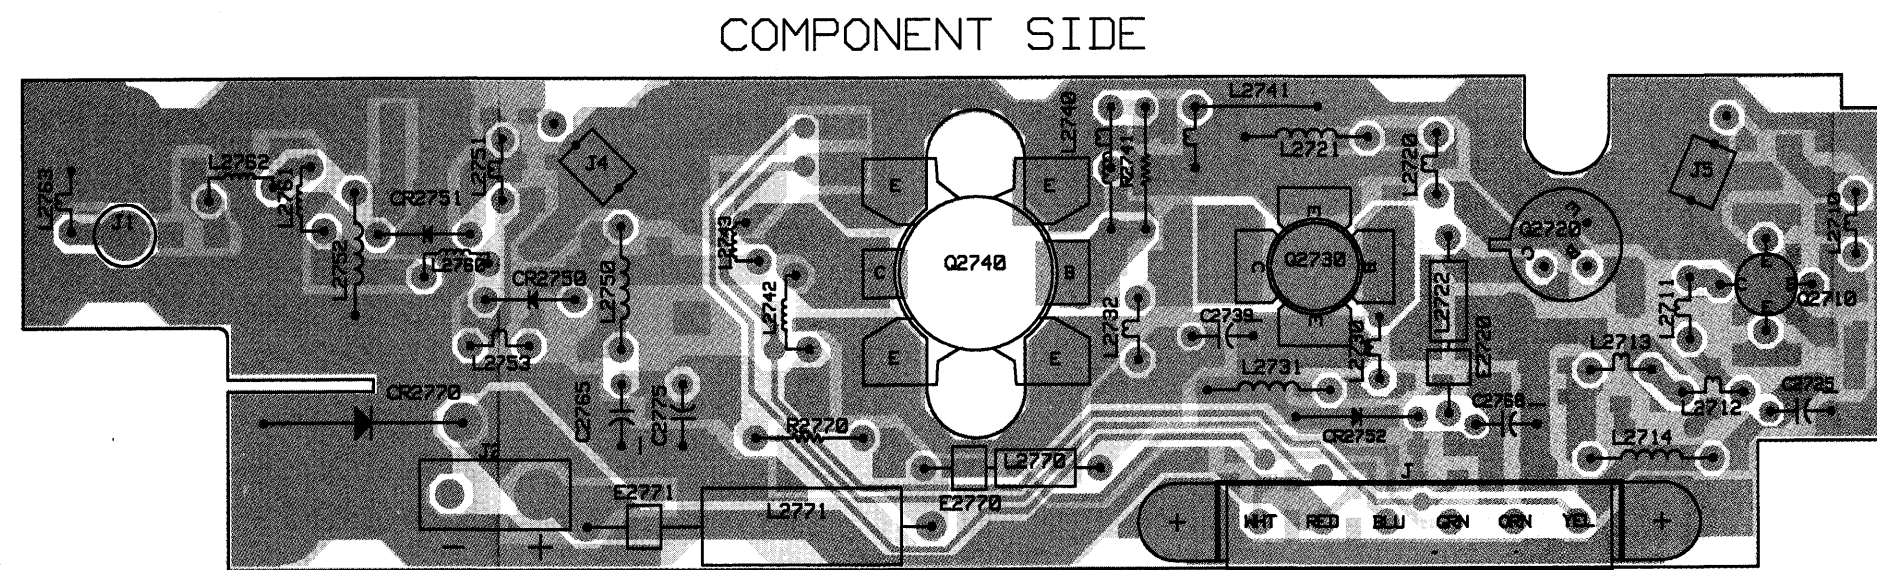 COMPONENT SIDE
L2763
J1
L2762
L2761
L2752
CR2751
L2760
L2751
CR2750
L2753
CR2770
J2
- +
J4
L2750
C2765
C2775
E2771
L2771
L2743
L2742
R2770
E E
C Q2740 B
E E
L2770
E2770
L2740
R2741
L2741
L2721
L2732
C2739
L2731
E
C Q2730 B
E
L2730
L2720
L2722
E2720
CR2752
C2768
Q2720
E
C B
J5
L2710
E
C B
E
Q2710
L2711
L2713
L2712
C2725
L2714
J
+ WHT RED BLU GRN ORN YEL +